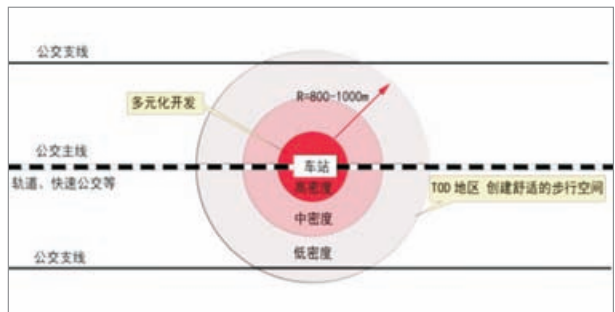 公交支线
R=800-1000m
多元化开发
公交主线
车站
轨道、快速公交等
高密度
TOD 地区 创建舒适的步行空间
中密度
低密度
公交支线